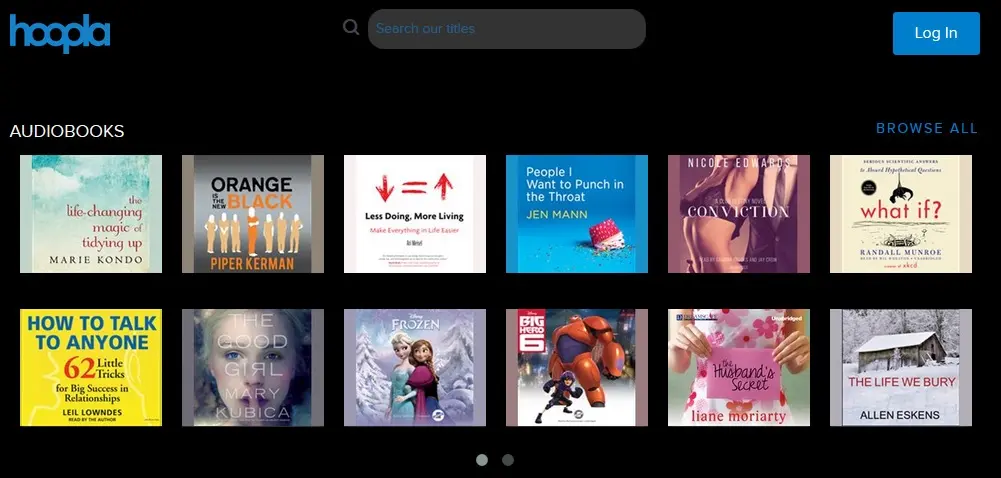 hoopla
Search our titles
Log In
AUDIOBOOKS
BROWSE ALL
the
life-changing
magic of
tidying up
MARIE KONDO
ORANGE
IS THE NEW
BLACK
PIPER KERMAN
Less Doing, More Living
Make Everything in Life Easier
Ari Meisel
People I
Want to Punch in
the Throat
JEN MANN
NICOLE EDWARDS
CONVICTION
SERIOUS SCIENTIFIC ANSWERS
to Absurd Hypothetical Questions
what if?
RANDALL MUNROE
xkcd
HOW TO TALK
TO ANYONE
62 Little
Tricks
for Big Success in
Relationships
LEIL LOWNDES
READ BY THE AUTHOR
THE
GOOD
GIRL
MARY
KUBICA
Disney
FROZEN
Disney
BIG
HERO
6
DREAMSCAPE
Unabridged
the
Husband's
Secret
liane moriarty
THE LIFE WE BURY
ALLEN ESKENS